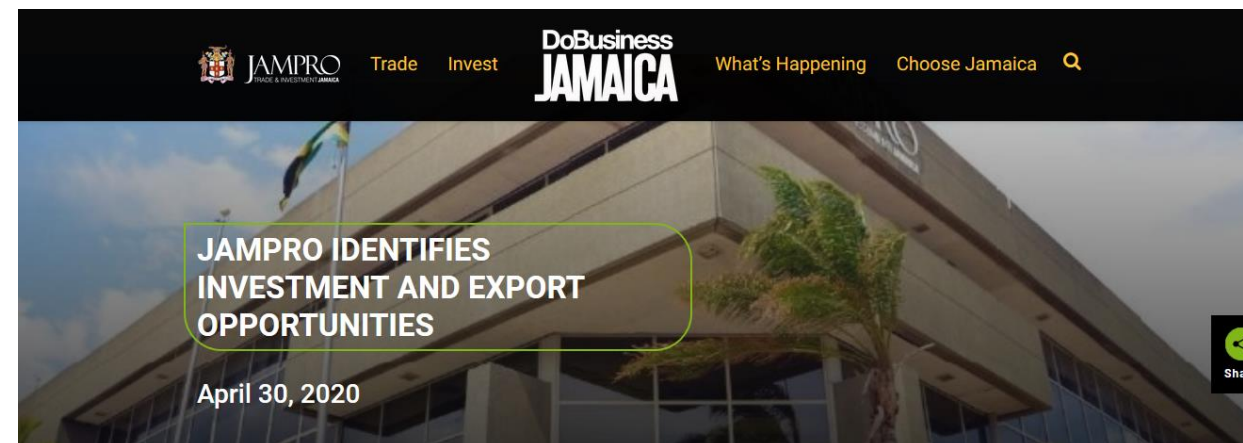 JAMPRO
TRADE & INVESTMENT JAMAICA
Trade
Invest
DoBusiness
JAMAICA
What's Happening
Choose Jamaica
JAMPRO IDENTIFIES
INVESTMENT AND EXPORT
OPPORTUNITIES
April 30, 2020